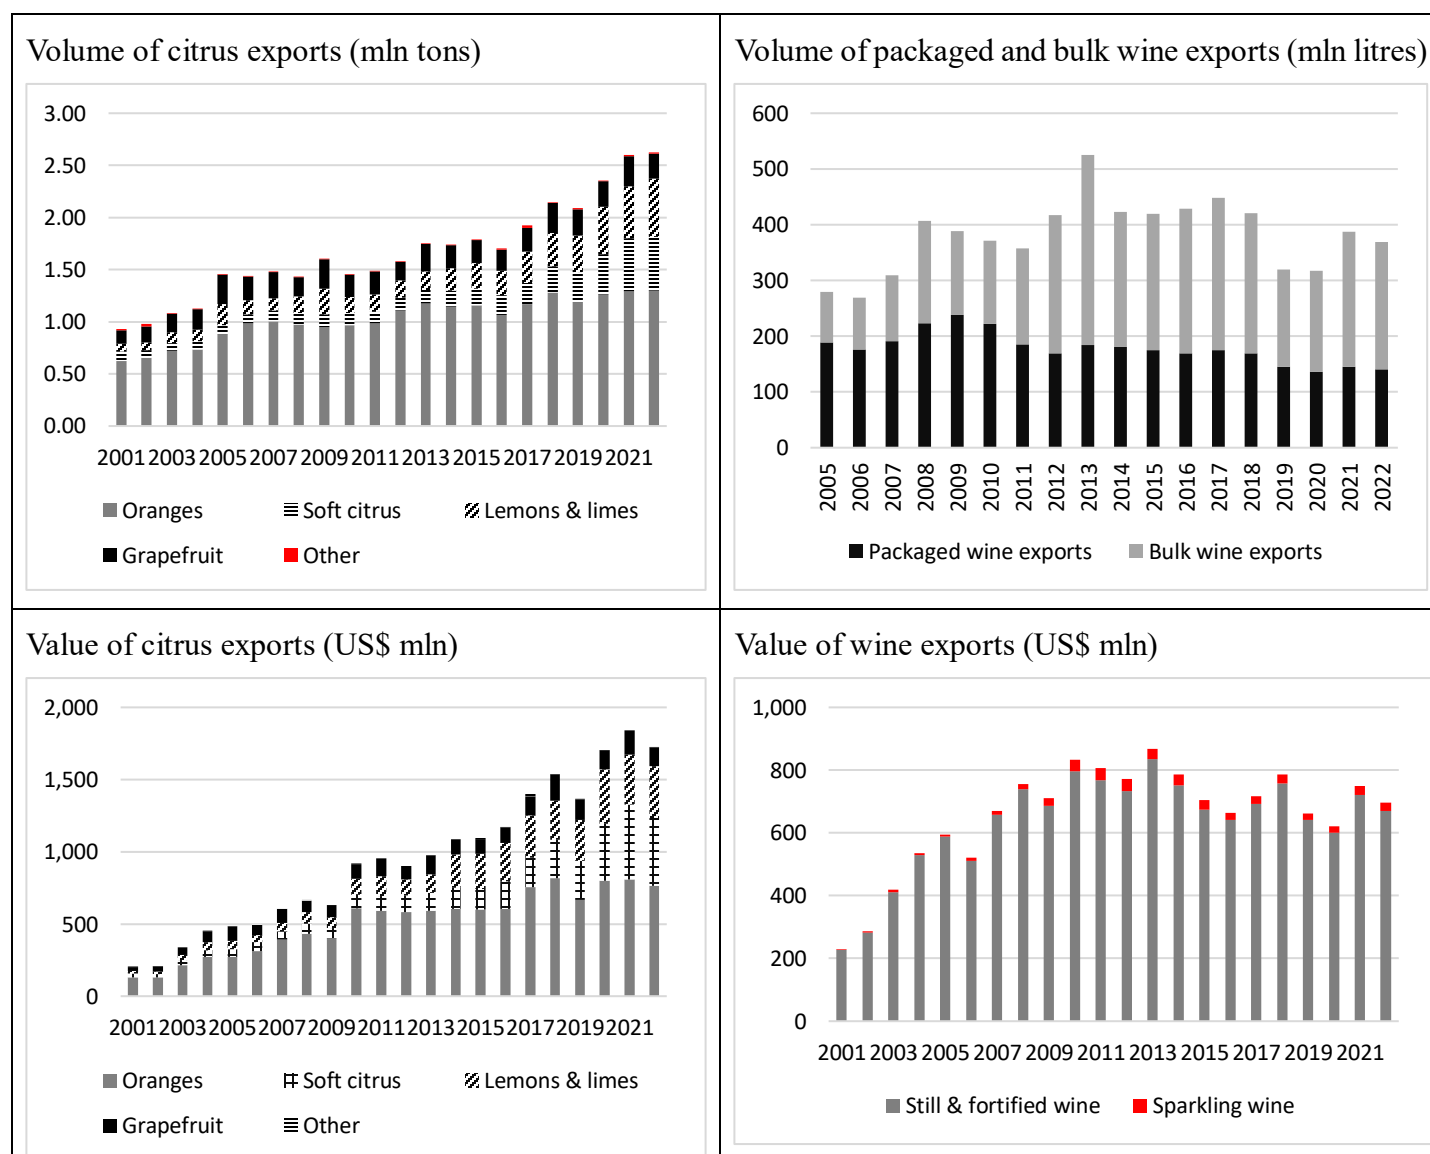 Volume of citrus exports (mln tons)
3.00
2.50
2.00
1.50
1.00
0.50
0.00
2001 2003 2005 2007 2009 2011 2013 2015 2017 2019 2021
Oranges Soft citrus Lemons & limes
Grapefruit Other
Volume of packaged and bulk wine exports (mln litres)
600
500
400
300
200
100
0
2005 2006 2007 2008 2009 2010 2011 2012 2013 2014 2015 2016 2017 2018 2019 2020 2021 2022
Packaged wine exports Bulk wine exports
Value of citrus exports (US$ mln)
2,000
1,500
1,000
500
0
2001 2003 2005 2007 2009 2011 2013 2015 2017 2019 2021
Oranges Soft citrus Lemons & limes
Grapefruit Other
Value of wine exports (US$ mln)
1,000
800
600
400
200
0
2001 2003 2005 2007 2009 2011 2013 2015 2017 2019 2021
Still & fortified wine Sparkling wine